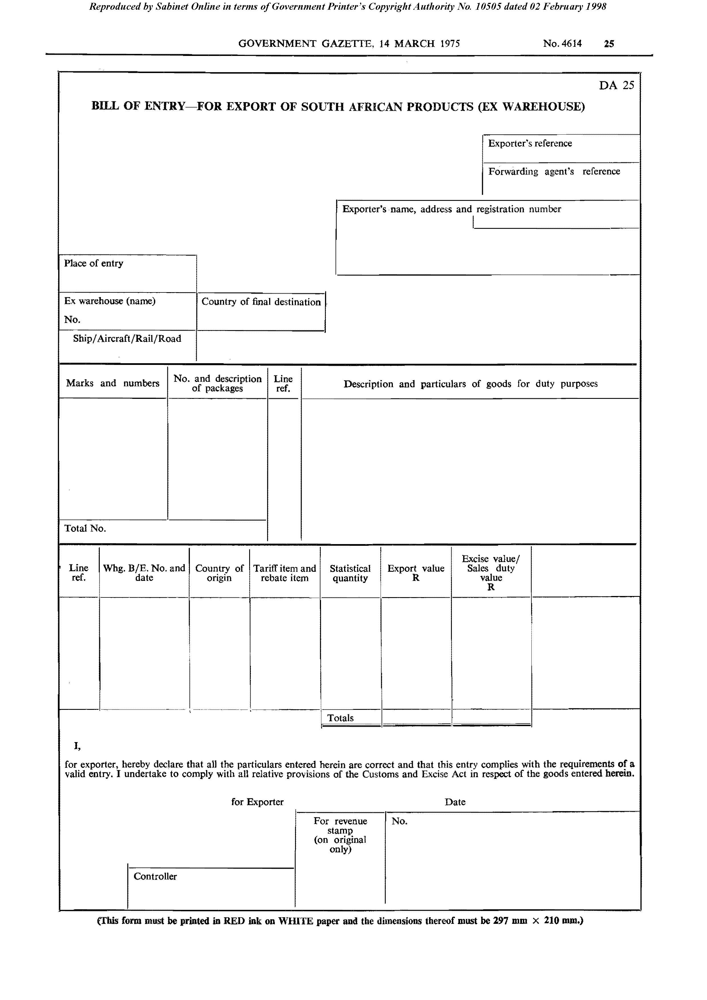 Reproduced by Sabinet Online in terms of Government Printer's Copyright Authority No. 10505 dated 02 February 1998
GOVERNMENT GAZETTE, 14 MARCH 1975 No. 4614 25
DA 25
BILL OF ENTRY—FOR EXPORT OF SOUTH AFRICAN PRODUCTS (EX WAREHOUSE)
Exporter's reference
Forwarding agent's reference
Exporter's name, address and registration number
Place of entry
Ex warehouse (name)
No.
Country of final destination
Ship/Aircraft/Rail/Road
Marks and numbers
No. and description
of packages
Line
ref.
Description and particulars of goods for duty purposes
Total No.
Line
ref.
Whg. B/E. No. and
date
Country of
origin
Tariff item and
rebate item
Statistical
quantity
Export value
R
Excise value/
Sales duty
value
R
Totals
I,
for exporter, hereby declare that all the particulars entered herein are correct and that this entry complies with the requirements of a
valid entry. I undertake to comply with all relative provisions of the Customs and Excise Act in respect of the goods entered herein.
for Exporter
Date
For revenue
stamp
(on original
only)
No.
Controller
(This form must be printed in RED ink on WHITE paper and the dimensions thereof must be 297 mm × 210 mm.)